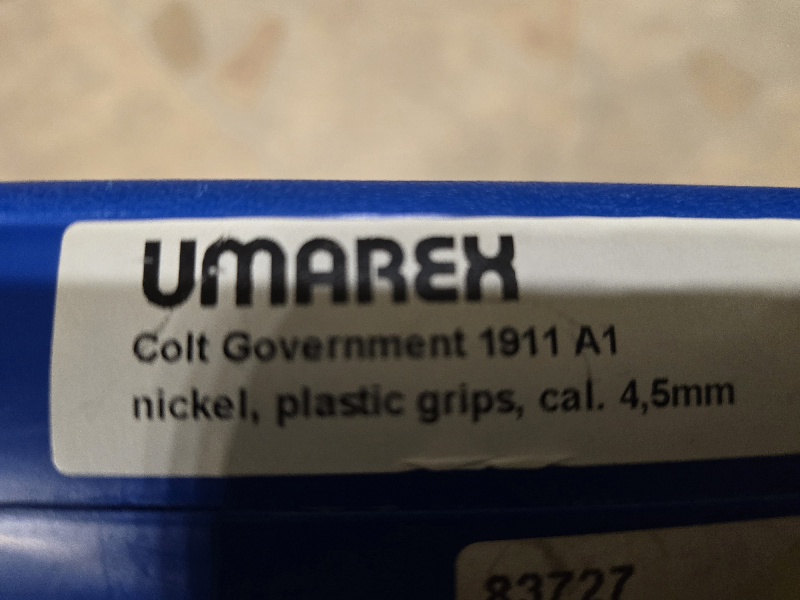 UMAREX
Colt Government 1911 A1
nickel, plastic grips, cal. 4,5mm
83727